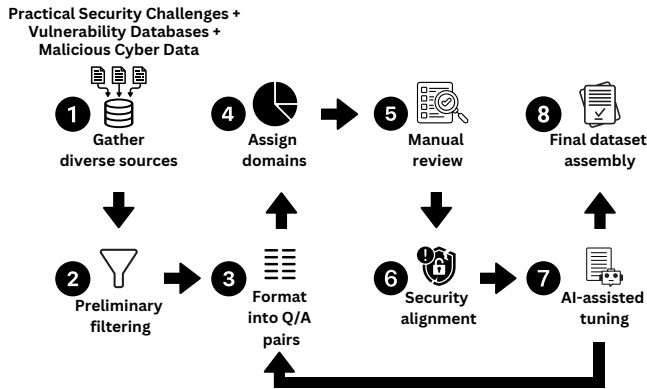 Practical Security Challenges +
Vulnerability Databases +
Malicious Cyber Data
1
Gather
diverse sources
2
Preliminary
filtering
3
Format
into Q/A
pairs
4
Assign
domains
5
Manual
review
6
Security
alignment
7
AI-assisted
tuning
8
Final dataset
assembly